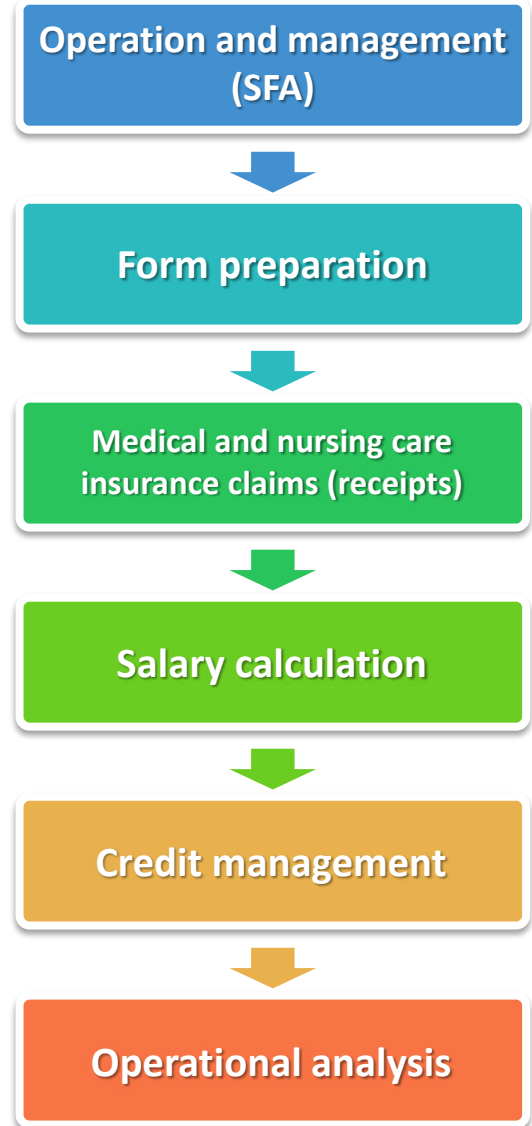 Operation and management
(SFA)
Form preparation
Medical and nursing care
insurance claims (receipts)
Salary calculation
Credit management
Operational analysis